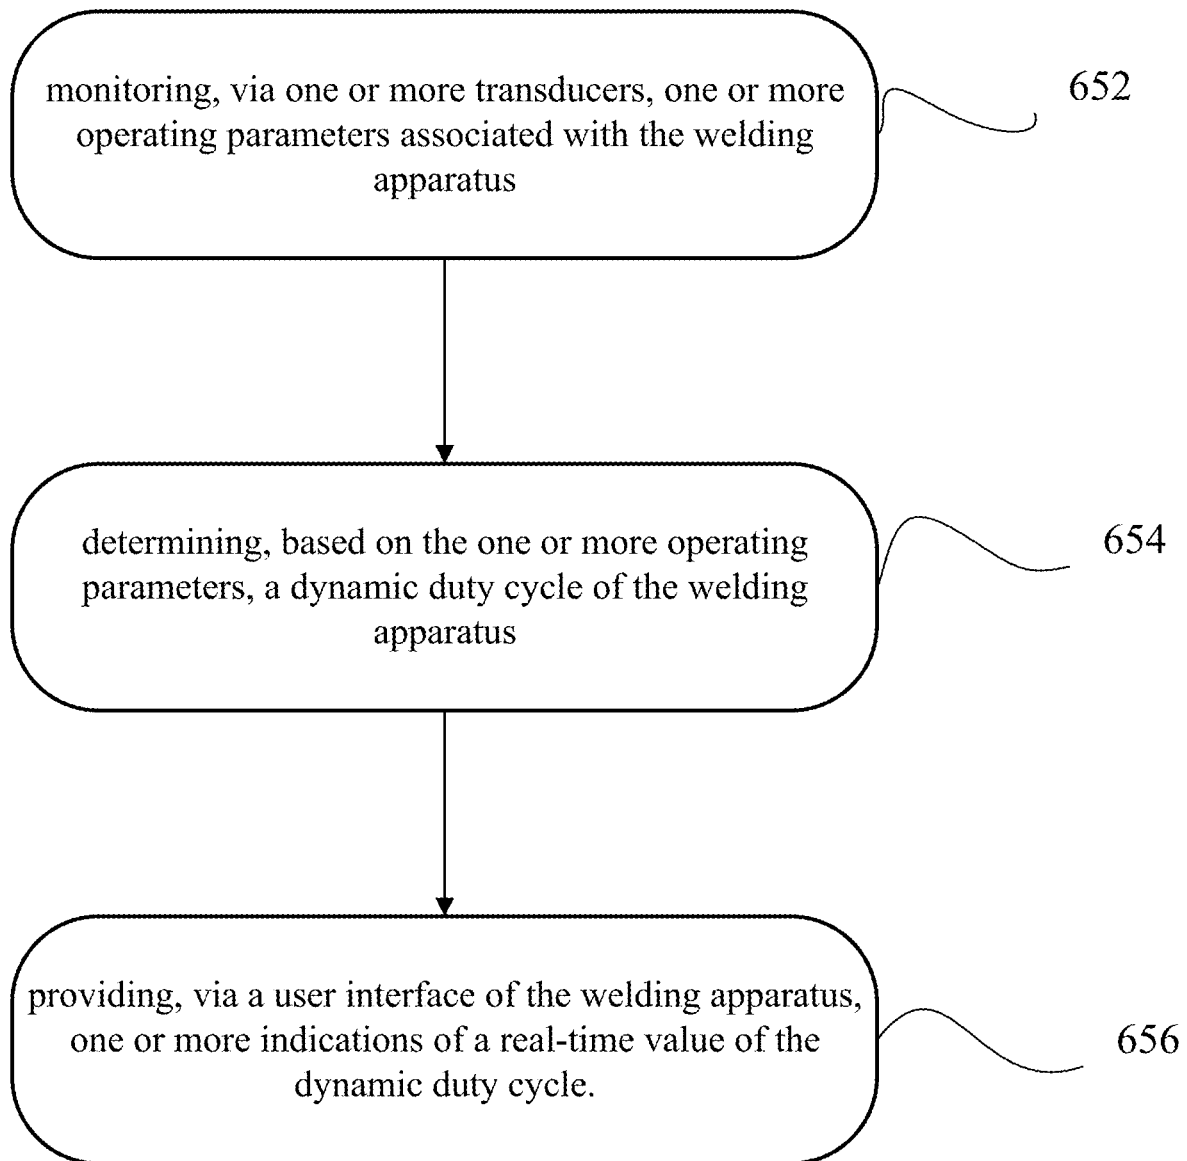 monitoring, via one or more transducers, one or more
operating parameters associated with the welding
apparatus
652
determining, based on the one or more operating
parameters, a dynamic duty cycle of the welding
apparatus
654
providing, via a user interface of the welding apparatus,
one or more indications of a real-time value of the
dynamic duty cycle.
656